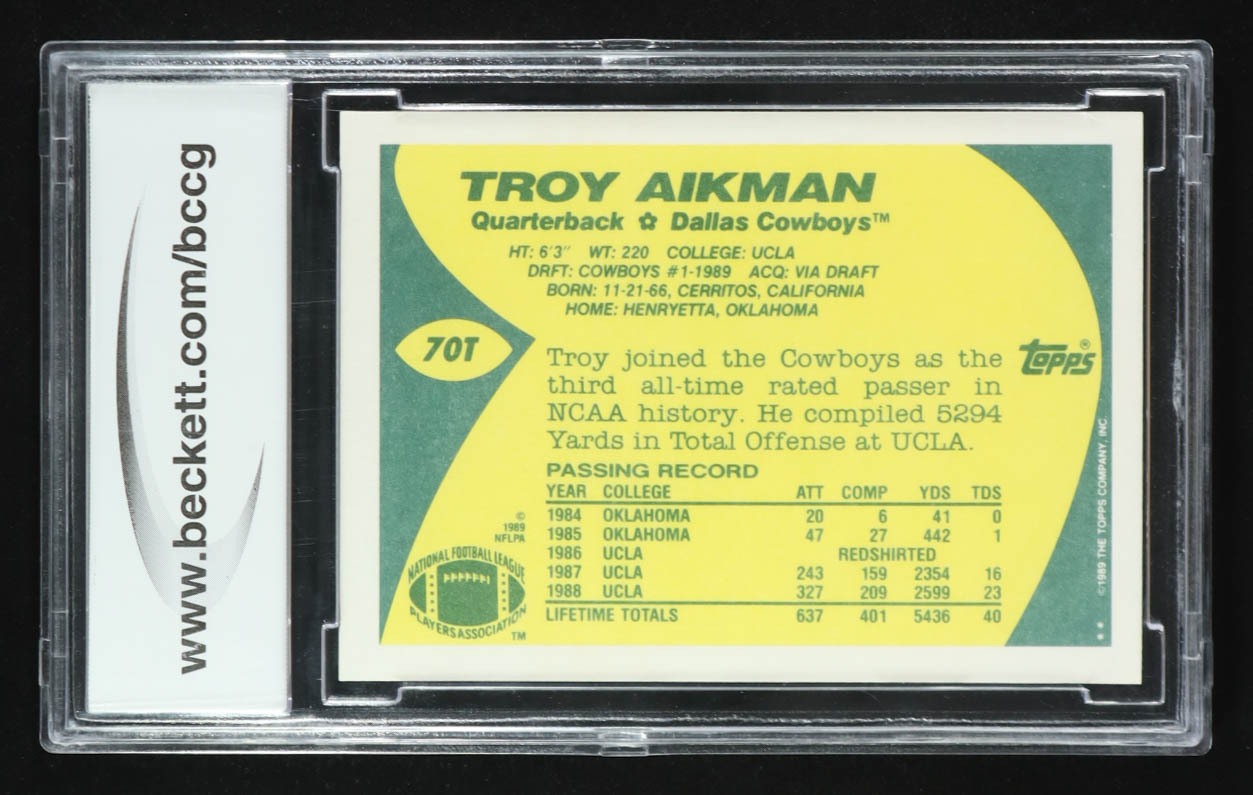 www.beckett.com/bccg
TROY AIKMAN
Quarterback ✿ Dallas Cowboys™
HT: 6'3" WT: 220 COLLEGE: UCLA
DRFT: COWBOYS #1-1989 ACQ: VIA DRAFT
BORN: 11-21-66, CERRITOS, CALIFORNIA
HOME: HENRYETTA, OKLAHOMA
70T
Troy joined the Cowboys as the
third all-time rated passer in
NCAA history. He compiled 5294
Yards in Total Offense at UCLA.
topps®
PASSING RECORD
YEAR COLLEGE ATT COMP YDS TDS
1984 OKLAHOMA 20 6 41 0
1985 OKLAHOMA 47 27 442 1
1986 UCLA REDSHIRTED
1987 UCLA 243 159 2354 16
1988 UCLA 327 209 2599 23
LIFETIME TOTALS 637 401 5436 40
©
1989
NFLPA
NATIONAL FOOTBALL LEAGUE
PLAYERS ASSOCIATION
TM
©1989 THE TOPPS COMPANY, INC.
**